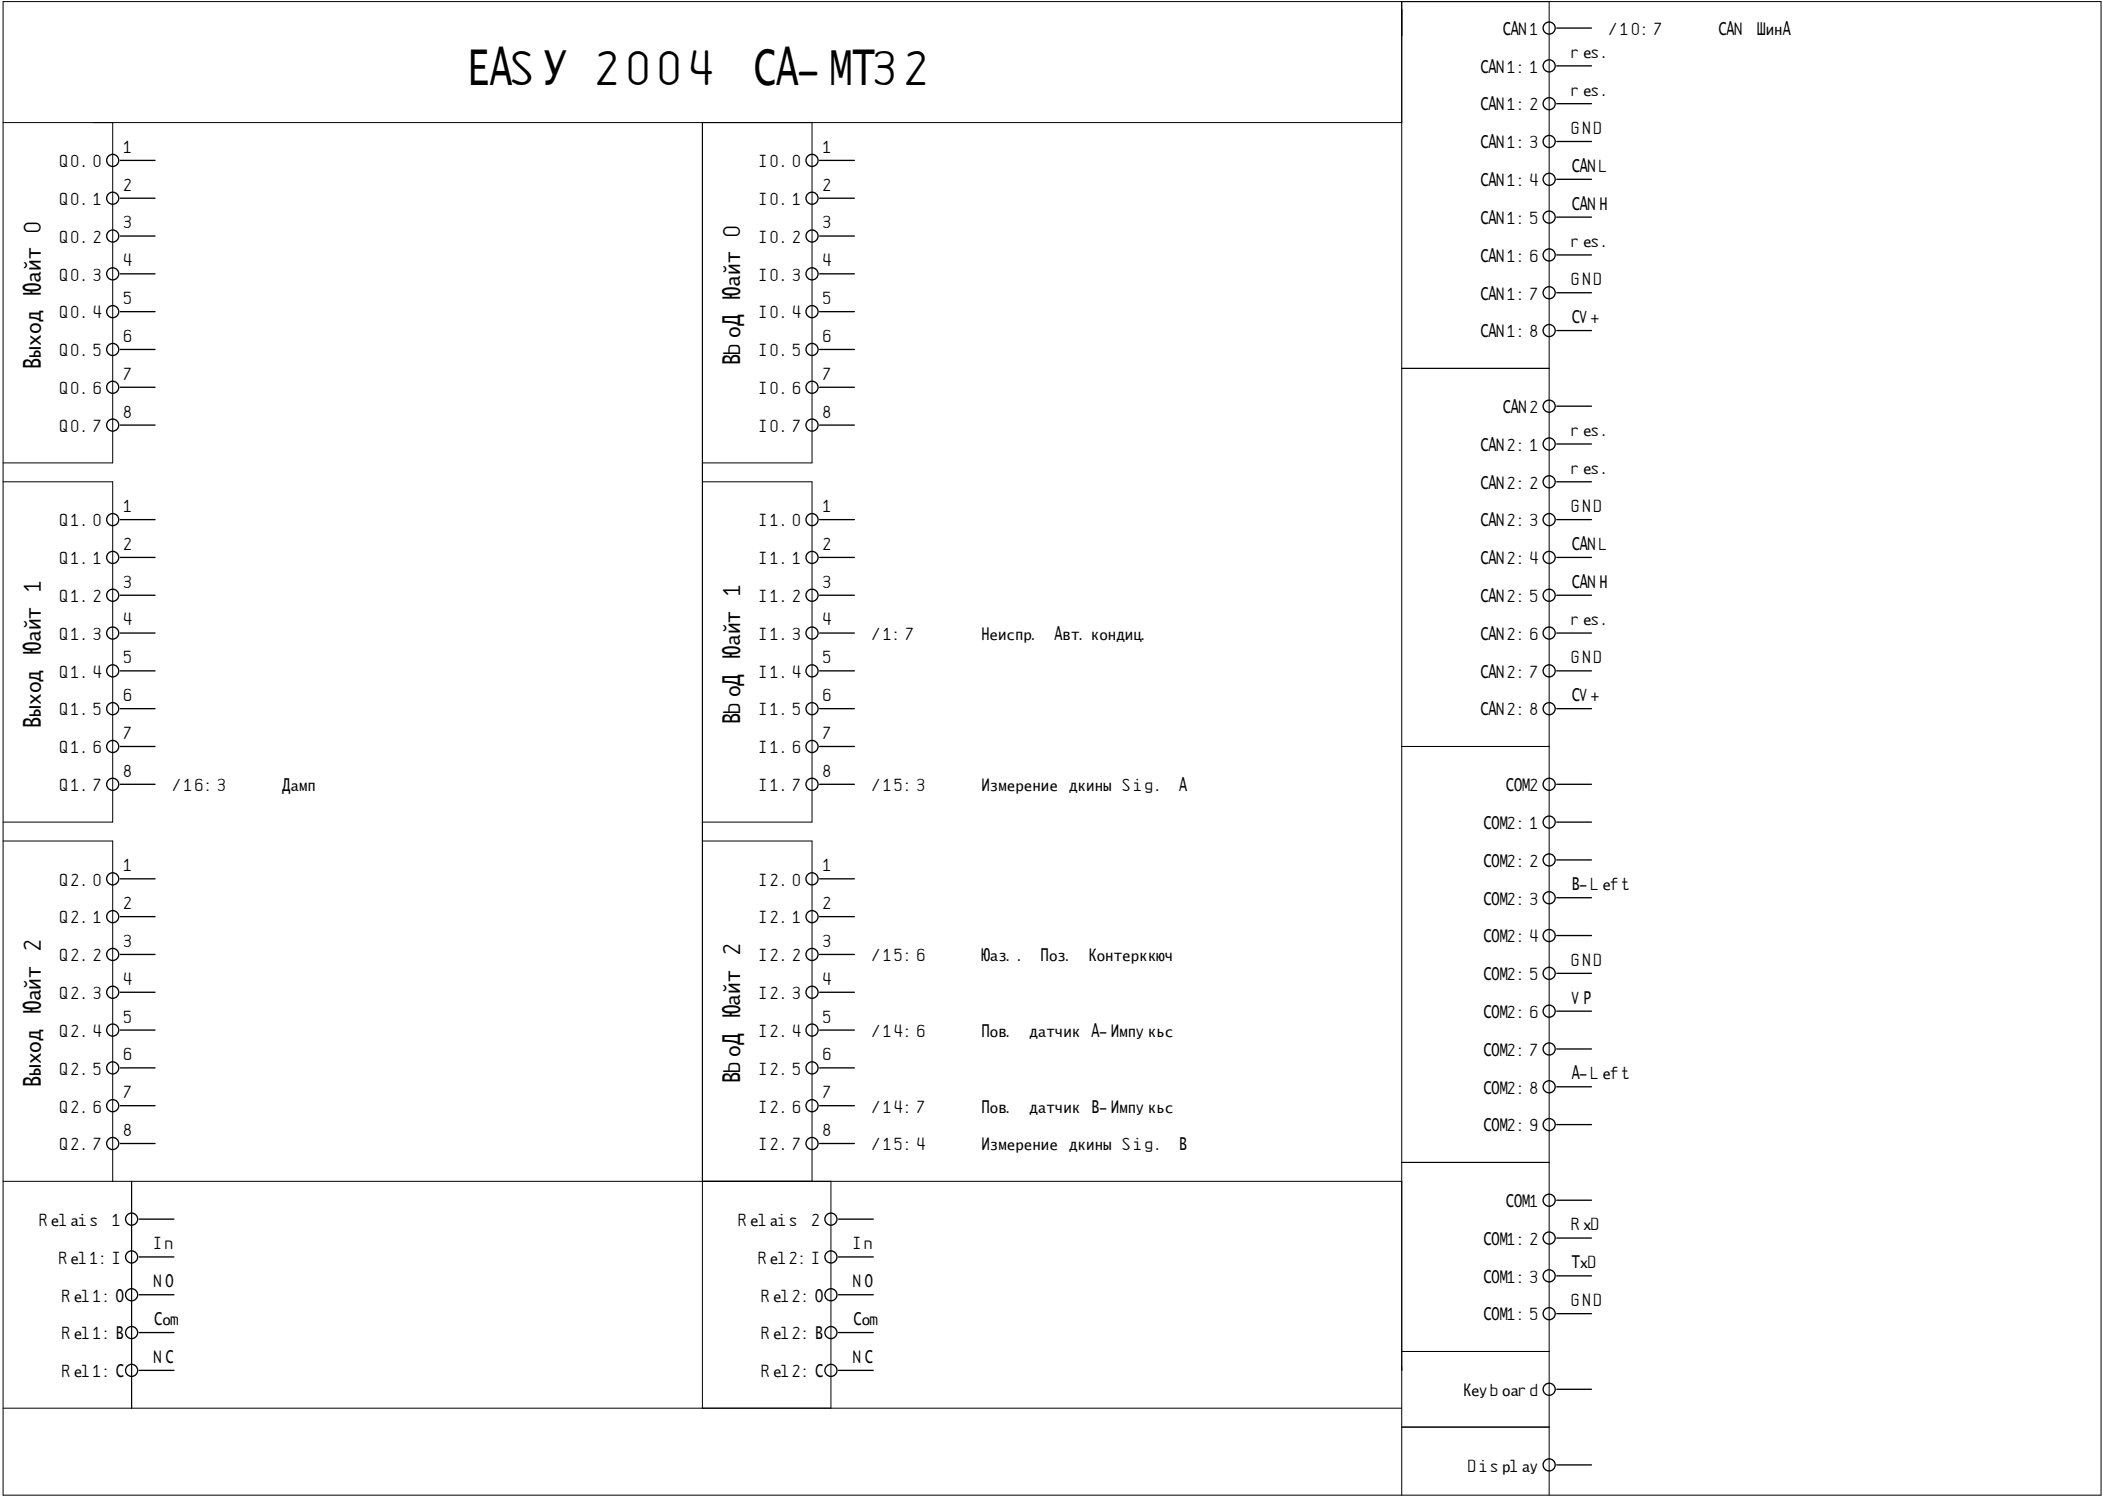 EASУ 2004 CA-MT32
Выход Юайт 0
Q0.0 1
Q0.1 2
Q0.2 3
Q0.3 4
Q0.4 5
Q0.5 6
Q0.6 7
Q0.7 8
Выход Юайт 1
Q1.0 1
Q1.1 2
Q1.2 3
Q1.3 4
Q1.4 5
Q1.5 6
Q1.6 7
Q1.7 8 /16:3 Дамп
Выход Юайт 2
Q2.0 1
Q2.1 2
Q2.2 3
Q2.3 4
Q2.4 5
Q2.5 6
Q2.6 7
Q2.7 8
Relais 1
Rel1:I In
Rel1:O NO
Rel1:B Com
Rel1:C NC
ВЬоД Юайт 0
I0.0 1
I0.1 2
I0.2 3
I0.3 4
I0.4 5
I0.5 6
I0.6 7
I0.7 8
ВЬоД Юайт 1
I1.0 1
I1.1 2
I1.2 3
I1.3 4 /1:7 Неиспр. Авт.кондиц.
I1.4 5
I1.5 6
I1.6 7
I1.7 8 /15:3 Измерение дкины Sig. A
ВЬоД Юайт 2
I2.0 1
I2.1 2
I2.2 3 /15:6 Юаз.. Поз. Контерккюч
I2.3 4
I2.4 5 /14:6 Пов. датчик A-Импукьс
I2.5 6
I2.6 7 /14:7 Пов. датчик B-Импукьс
I2.7 8 /15:4 Измерение дкины Sig. B
Relais 2
Rel2:I In
Rel2:O NO
Rel2:B Com
Rel2:C NC
CAN1 /10:7 CAN ШинА
CAN1:1 res.
CAN1:2 res.
CAN1:3 GND
CAN1:4 CANL
CAN1:5 CANH
CAN1:6 res.
CAN1:7 GND
CAN1:8 CV+
CAN2
CAN2:1 res.
CAN2:2 res.
CAN2:3 GND
CAN2:4 CANL
CAN2:5 CANH
CAN2:6 res.
CAN2:7 GND
CAN2:8 CV+
COM2
COM2:1
COM2:2
COM2:3 B-Left
COM2:4
COM2:5 GND
COM2:6 VP
COM2:7
COM2:8 A-Left
COM2:9
COM1
COM1:2 RxD
COM1:3 TxD
COM1:5 GND
Keyboard
Display